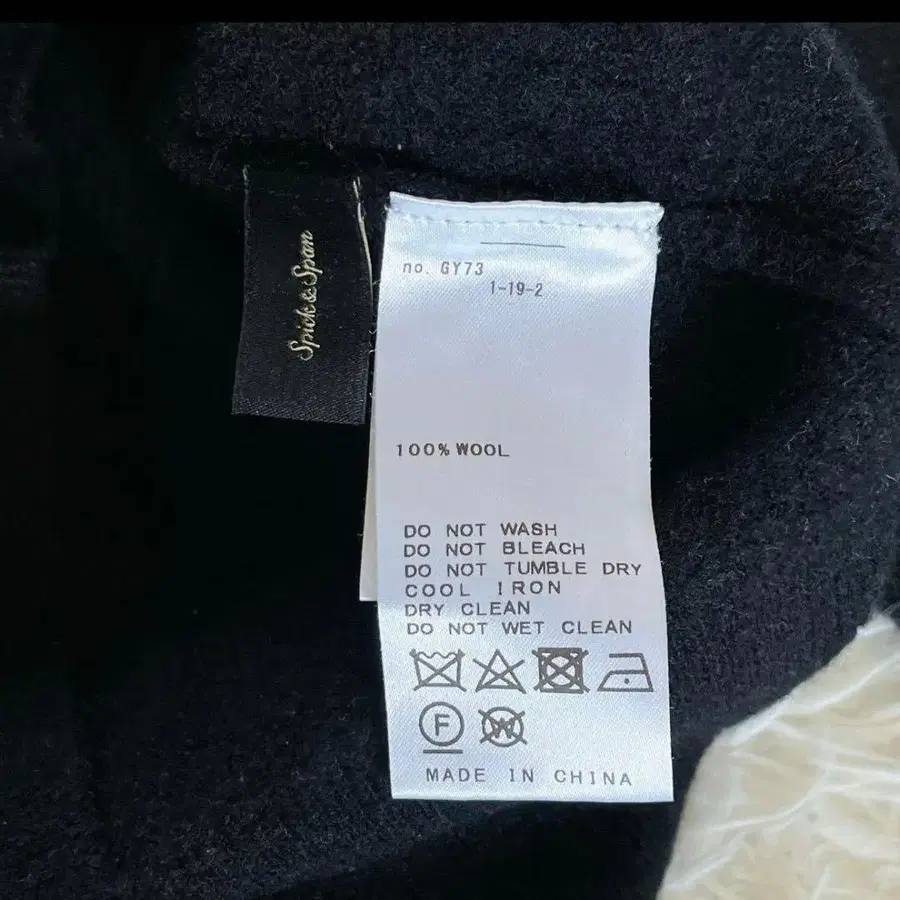 Spick & Span
no. GY73
1-19-2
100% WOOL
DO NOT WASH
DO NOT BLEACH
DO NOT TUMBLE DRY
COOL IRON
DRY CLEAN
DO NOT WET CLEAN
F W
MADE IN CHINA